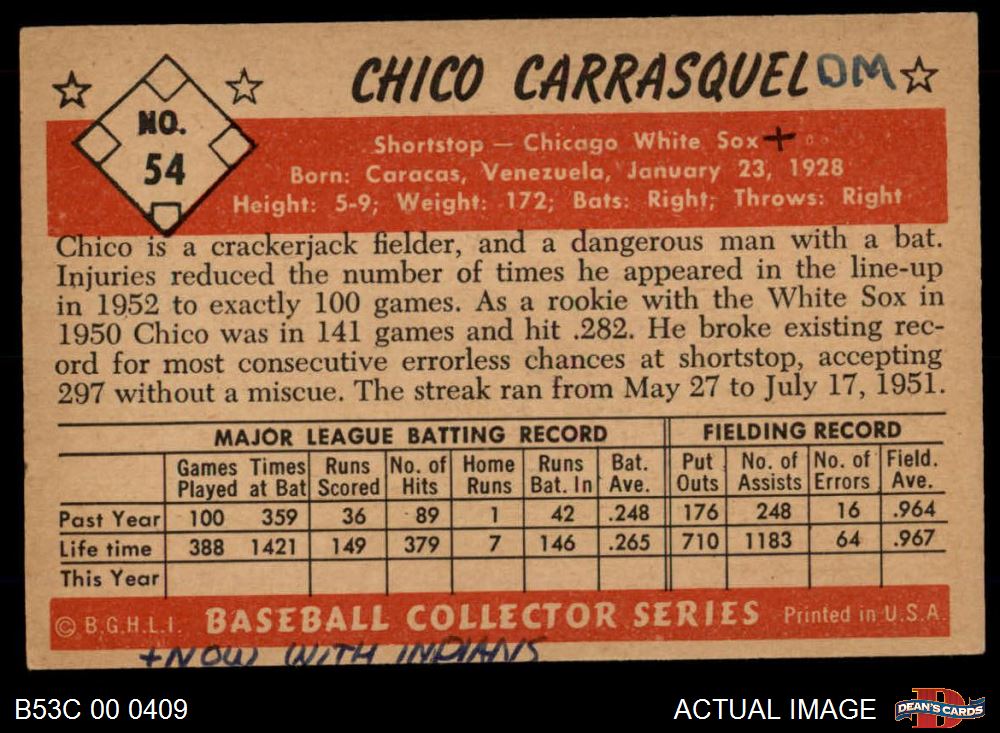 CHICO CARRASQUEL DM
NO.
54
Shortstop — Chicago White Sox +
Born: Caracas, Venezuela, January 23, 1928
Height: 5-9; Weight: 172; Bats: Right; Throws: Right
Chico is a crackerjack fielder, and a dangerous man with a bat.
Injuries reduced the number of times he appeared in the line-up
in 1952 to exactly 100 games. As a rookie with the White Sox in
1950 Chico was in 141 games and hit .282. He broke existing rec-
ord for most consecutive errorless chances at shortstop, accepting
297 without a miscue. The streak ran from May 27 to July 17, 1951.
MAJOR LEAGUE BATTING RECORD FIELDING RECORD
Games Times Runs No. of Home Runs Bat. Put No. of No. of Field.
Played at Bat Scored Hits Runs Bat. In Ave. Outs Assists Errors Ave.
Past Year 100 359 36 89 1 42 .248 176 248 16 .964
Life time 388 1421 149 379 7 146 .265 710 1183 64 .967
This Year
© B.G.H.L.I. BASEBALL COLLECTOR SERIES Printed in U.S.A.
+NOW WITH INDIANS
B53C 00 0409 ACTUAL IMAGE DEAN'S CARDS